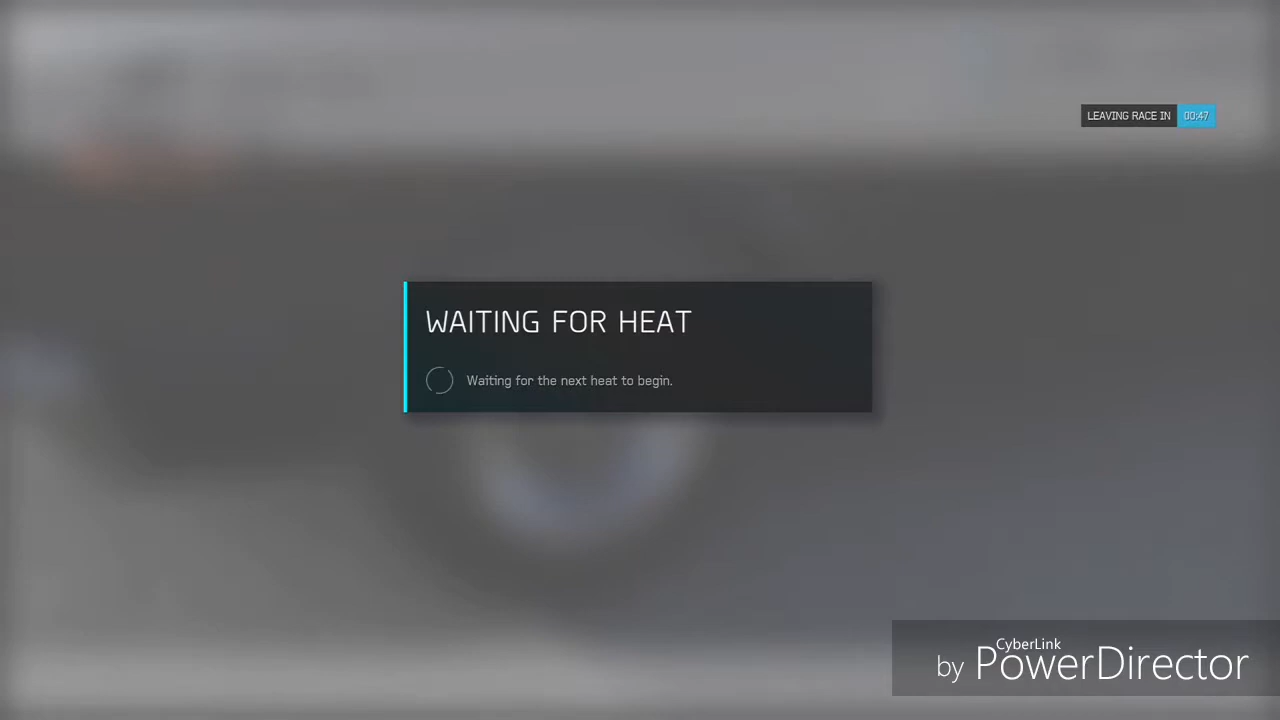 LEAVING RACE IN 00:47
WAITING FOR HEAT
Waiting for the next heat to begin.
CyberLink
by PowerDirector